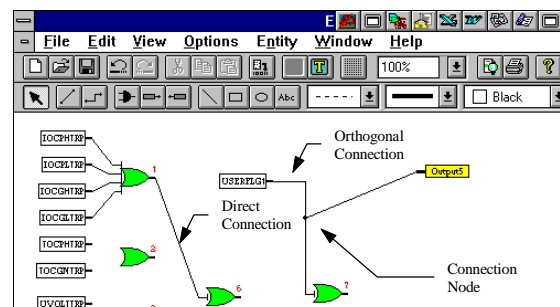 E
File Edit View Options Entity Window Help
100%
Abc Black
IOCPHTRP
IOCPLTRP
IOCGHTRP
IOCGLTRP
TOCPHTRP
TOCGNTRP
UVOLTTRP
1
2
USERFLG1
Orthogonal
Connection
Output5
Direct
Connection
Connection
Node
6
7